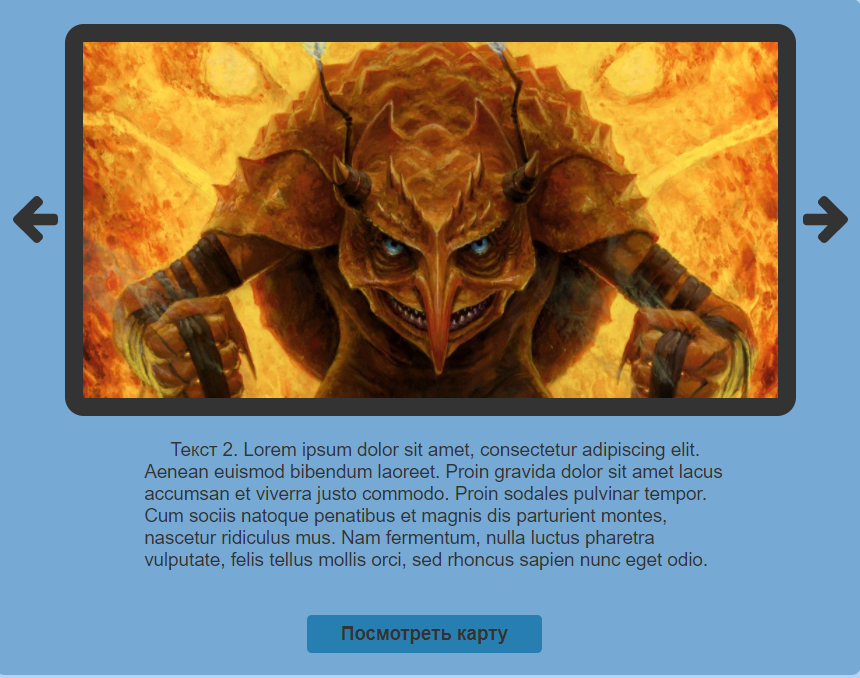 Текст 2. Lorem ipsum dolor sit amet, consectetur adipiscing elit.
Aenean euismod bibendum laoreet. Proin gravida dolor sit amet lacus
accumsan et viverra justo commodo. Proin sodales pulvinar tempor.
Cum sociis natoque penatibus et magnis dis parturient montes,
nascetur ridiculus mus. Nam fermentum, nulla luctus pharetra
vulputate, felis tellus mollis orci, sed rhoncus sapien nunc eget odio.
Посмотреть карту